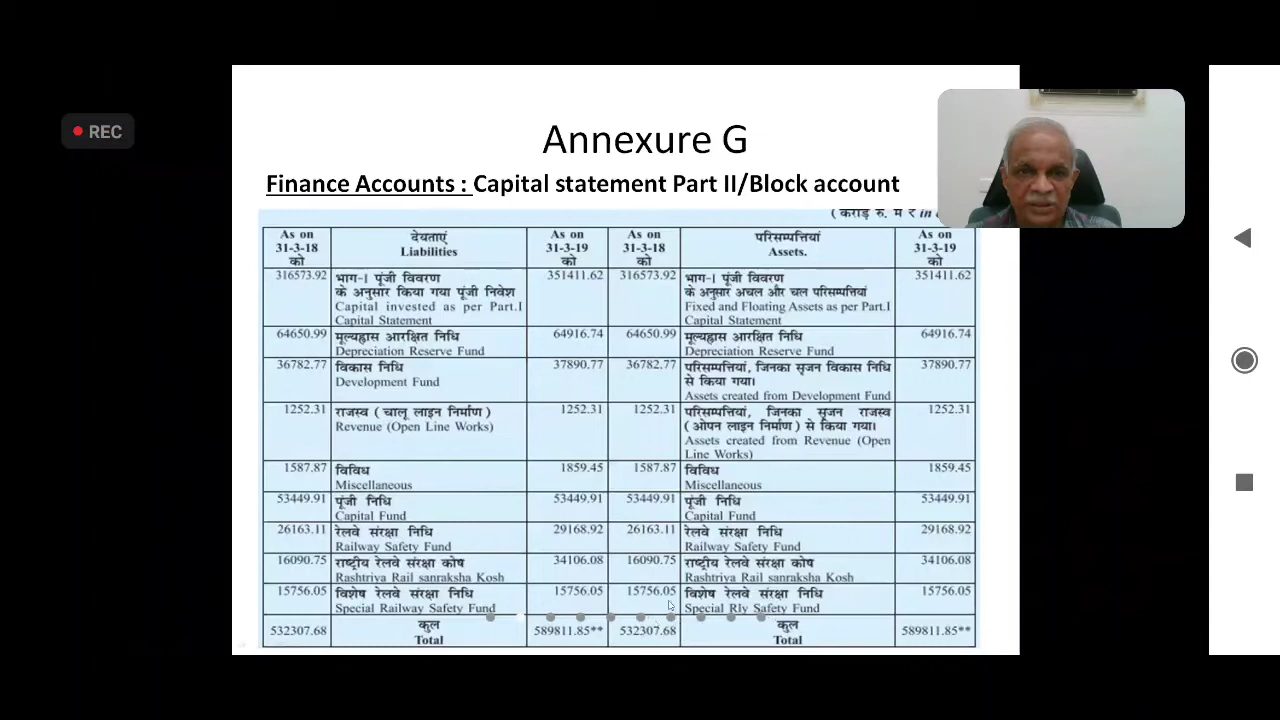 REC
Annexure G
Finance Accounts : Capital statement Part II/Block account
( करोड़ रु. में ₹ in
As on 31-3-18 को
देयताएं
Liabilities
As on 31-3-19 को
As on 31-3-18 को
परिसम्पत्तियां
Assets.
As on 31-3-19 को
316573.92
भाग-I पूंजी विवरण
के अनुसार किया गया पूंजी निवेश
Capital invested as per Part.I
Capital Statement
351411.62
316573.92
भाग-I पूंजी विवरण
के अनुसार अचल और चल परिसम्पत्तियां
Fixed and Floating Assets as per Part.I
Capital Statement
351411.62
64650.99
मूल्यह्रास आरक्षित निधि
Depreciation Reserve Fund
64916.74
64650.99
मूल्यह्रास आरक्षित निधि
Depreciation Reserve Fund
64916.74
36782.77
विकास निधि
Development Fund
37890.77
36782.77
परिसम्पत्तियां, जिनका सृजन विकास निधि
से किया गया।
Assets created from Development Fund
37890.77
1252.31
राजस्व ( चालू लाइन निर्माण )
Revenue (Open Line Works)
1252.31
1252.31
परिसम्पत्तियां, जिनका सृजन राजस्व
( ओपन लाइन निर्माण ) से किया गया।
Assets created from Revenue (Open
Line Works)
1252.31
1587.87
विविध
Miscellaneous
1859.45
1587.87
विविध
Miscellaneous
1859.45
53449.91
पूंजी निधि
Capital Fund
53449.91
53449.91
पूंजी निधि
Capital Fund
53449.91
26163.11
रेलवे संरक्षा निधि
Railway Safety Fund
29168.92
26163.11
रेलवे संरक्षा निधि
Railway Safety Fund
29168.92
16090.75
राष्ट्रीय रेलवे संरक्षा कोष
Rashtriya Rail sanraksha Kosh
34106.08
16090.75
राष्ट्रीय रेलवे संरक्षा कोष
Rashtriya Rail sanraksha Kosh
34106.08
15756.05
विशेष रेलवे संरक्षा निधि
Special Railway Safety Fund
15756.05
15756.05
विशेष रेलवे संरक्षा निधि
Special Rly Safety Fund
15756.05
532307.68
कुल
Total
589811.85**
532307.68
कुल
Total
589811.85**